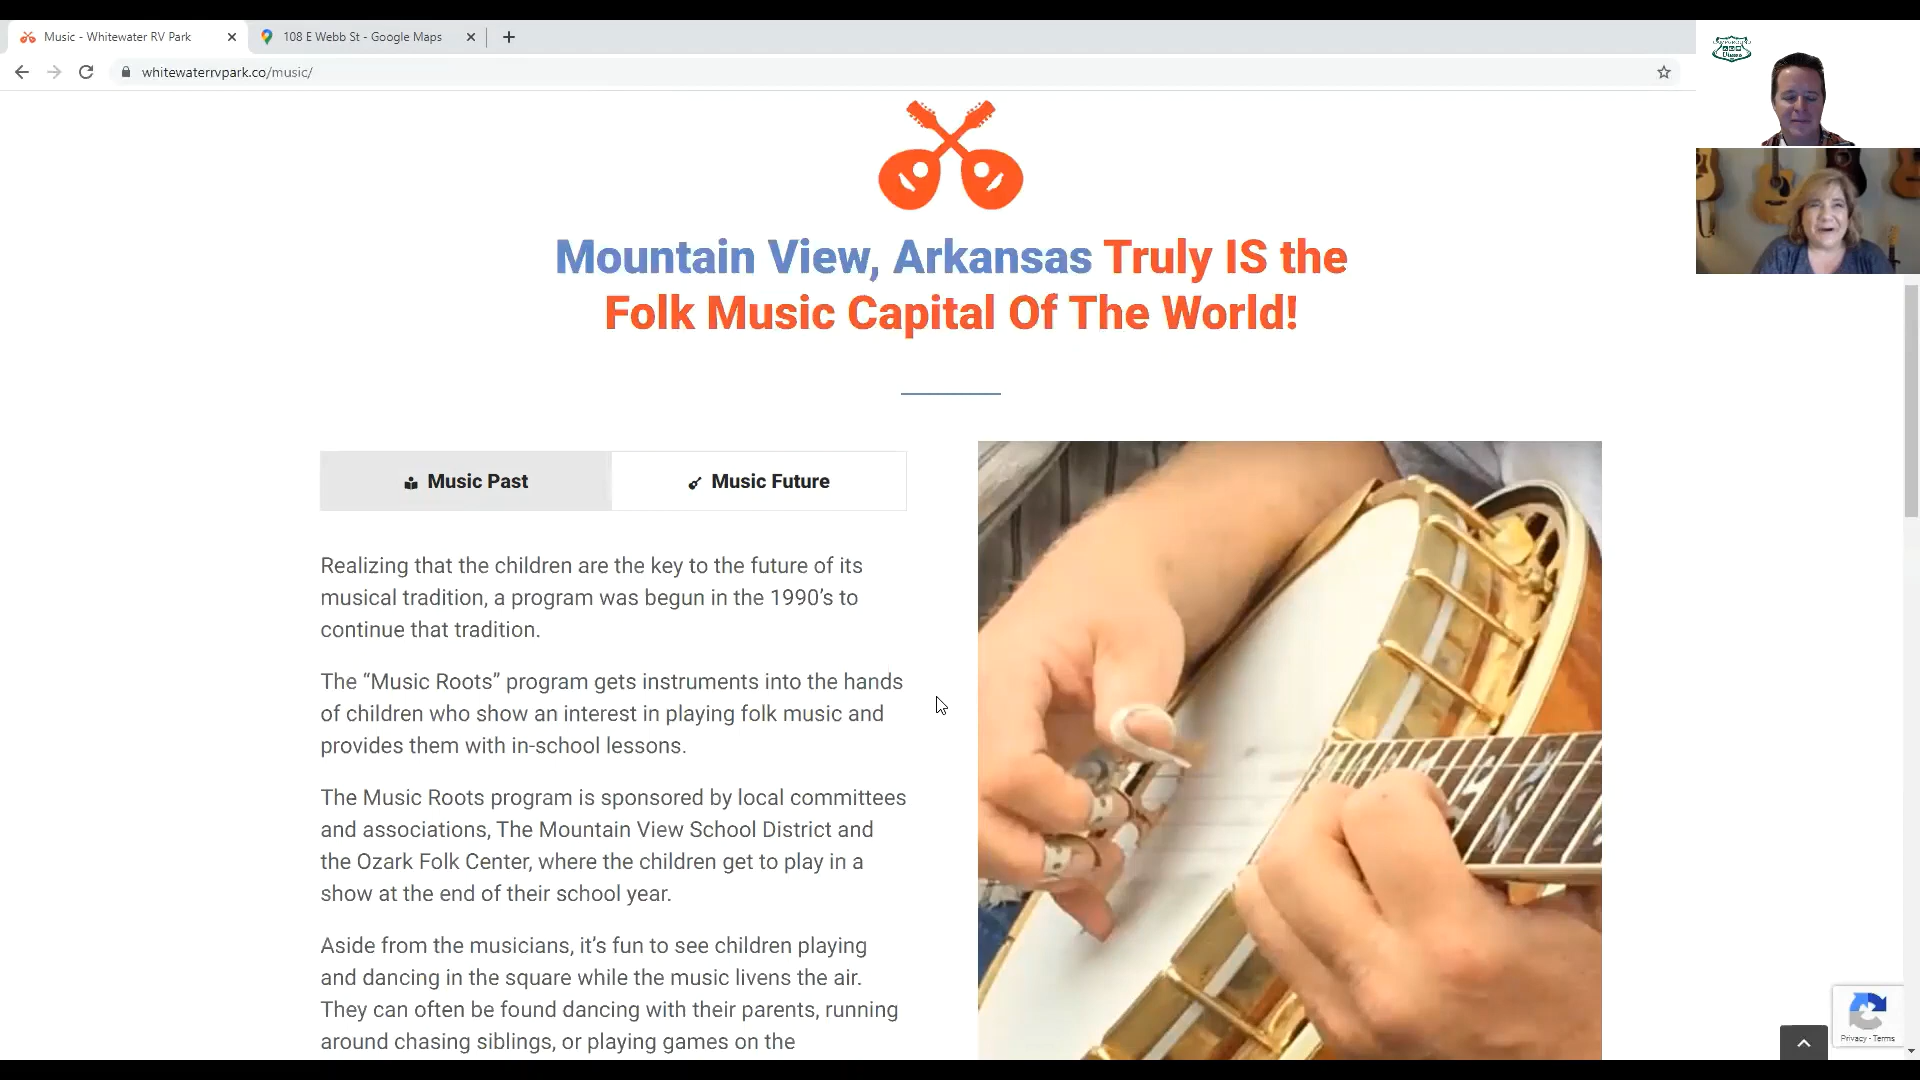 Music - Whitewater RV Park
108 E Webb St - Google Maps
whitewaterrvpark.co/music/
Mountain View, Arkansas Truly IS the
Folk Music Capital Of The World!
Music Past
Music Future
Realizing that the children are the key to the future of its
musical tradition, a program was begun in the 1990’s to
continue that tradition.
The “Music Roots” program gets instruments into the hands
of children who show an interest in playing folk music and
provides them with in-school lessons.
The Music Roots program is sponsored by local committees
and associations, The Mountain View School District and
the Ozark Folk Center, where the children get to play in a
show at the end of their school year.
Aside from the musicians, it’s fun to see children playing
and dancing in the square while the music livens the air.
They can often be found dancing with their parents, running
around chasing siblings, or playing games on the
Privacy - Terms